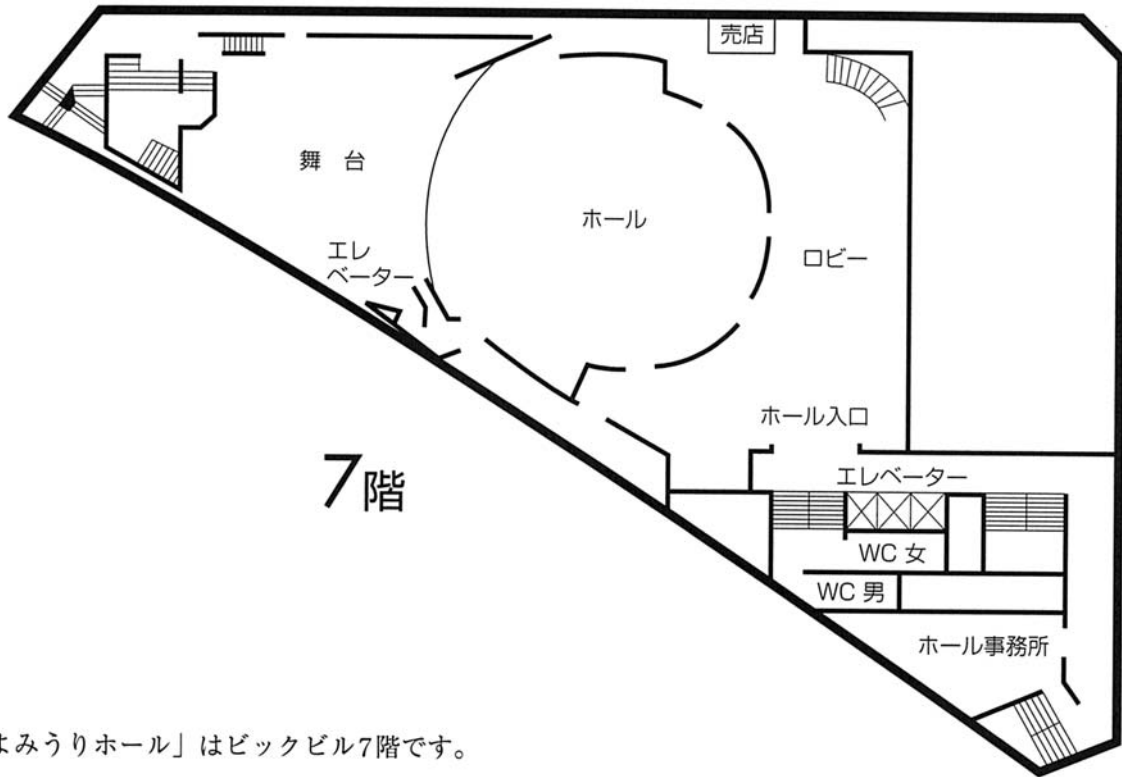 売店
舞 台
ホール
エレ
ベーター
ロビー
ホール入口
7階
エレベーター
WC 女
WC 男
ホール事務所
よみうりホール」はビックビル7階です。